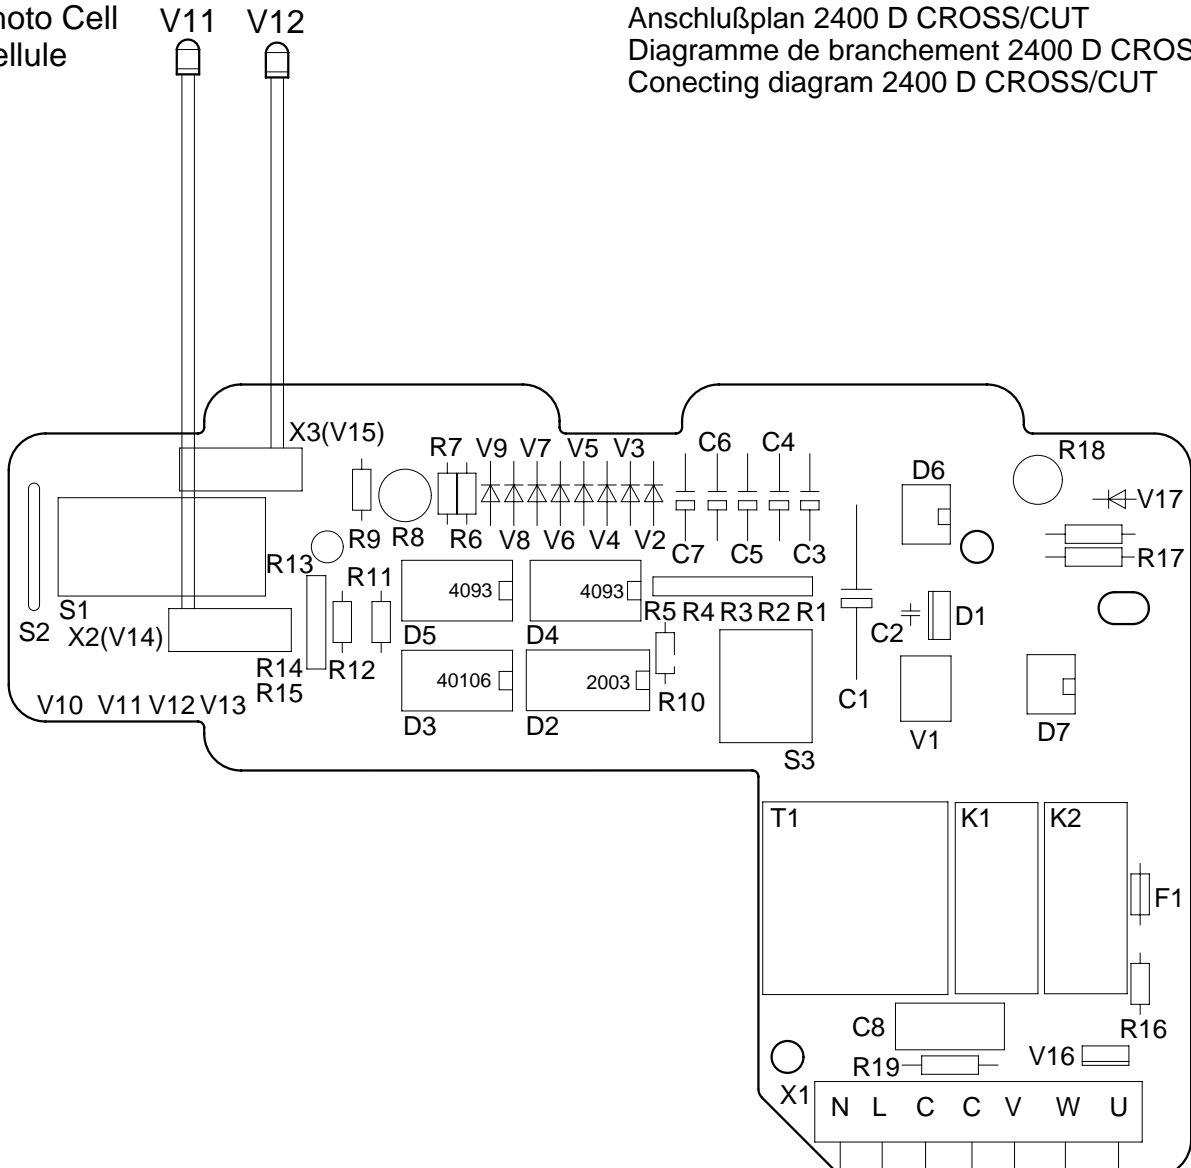 hoto Cell
ellule
V11 V12
Anschlußplan 2400 D CROSS/CUT
Diagramme de branchement 2400 D CROS
Conecting diagram 2400 D CROSS/CUT
X3(V15)
R7 V9 V7 V5 V3
C6 C4
D6
R18
V17
R9 R8 R6 V8 V6 V4 V2
C7 C5 C3
R17
R13 R11
4093
4093
S1
S2
X2(V14)
D5 D4
R5 R4 R3 R2 R1
C2
D1
R14 R12
R15
40106
2003
R10
V10 V11 V12 V13
D3 D2
C1
V1
D7
S3
T1 K1 K2
F1
C8
R16
R19
V16
X1
N L C C V W U